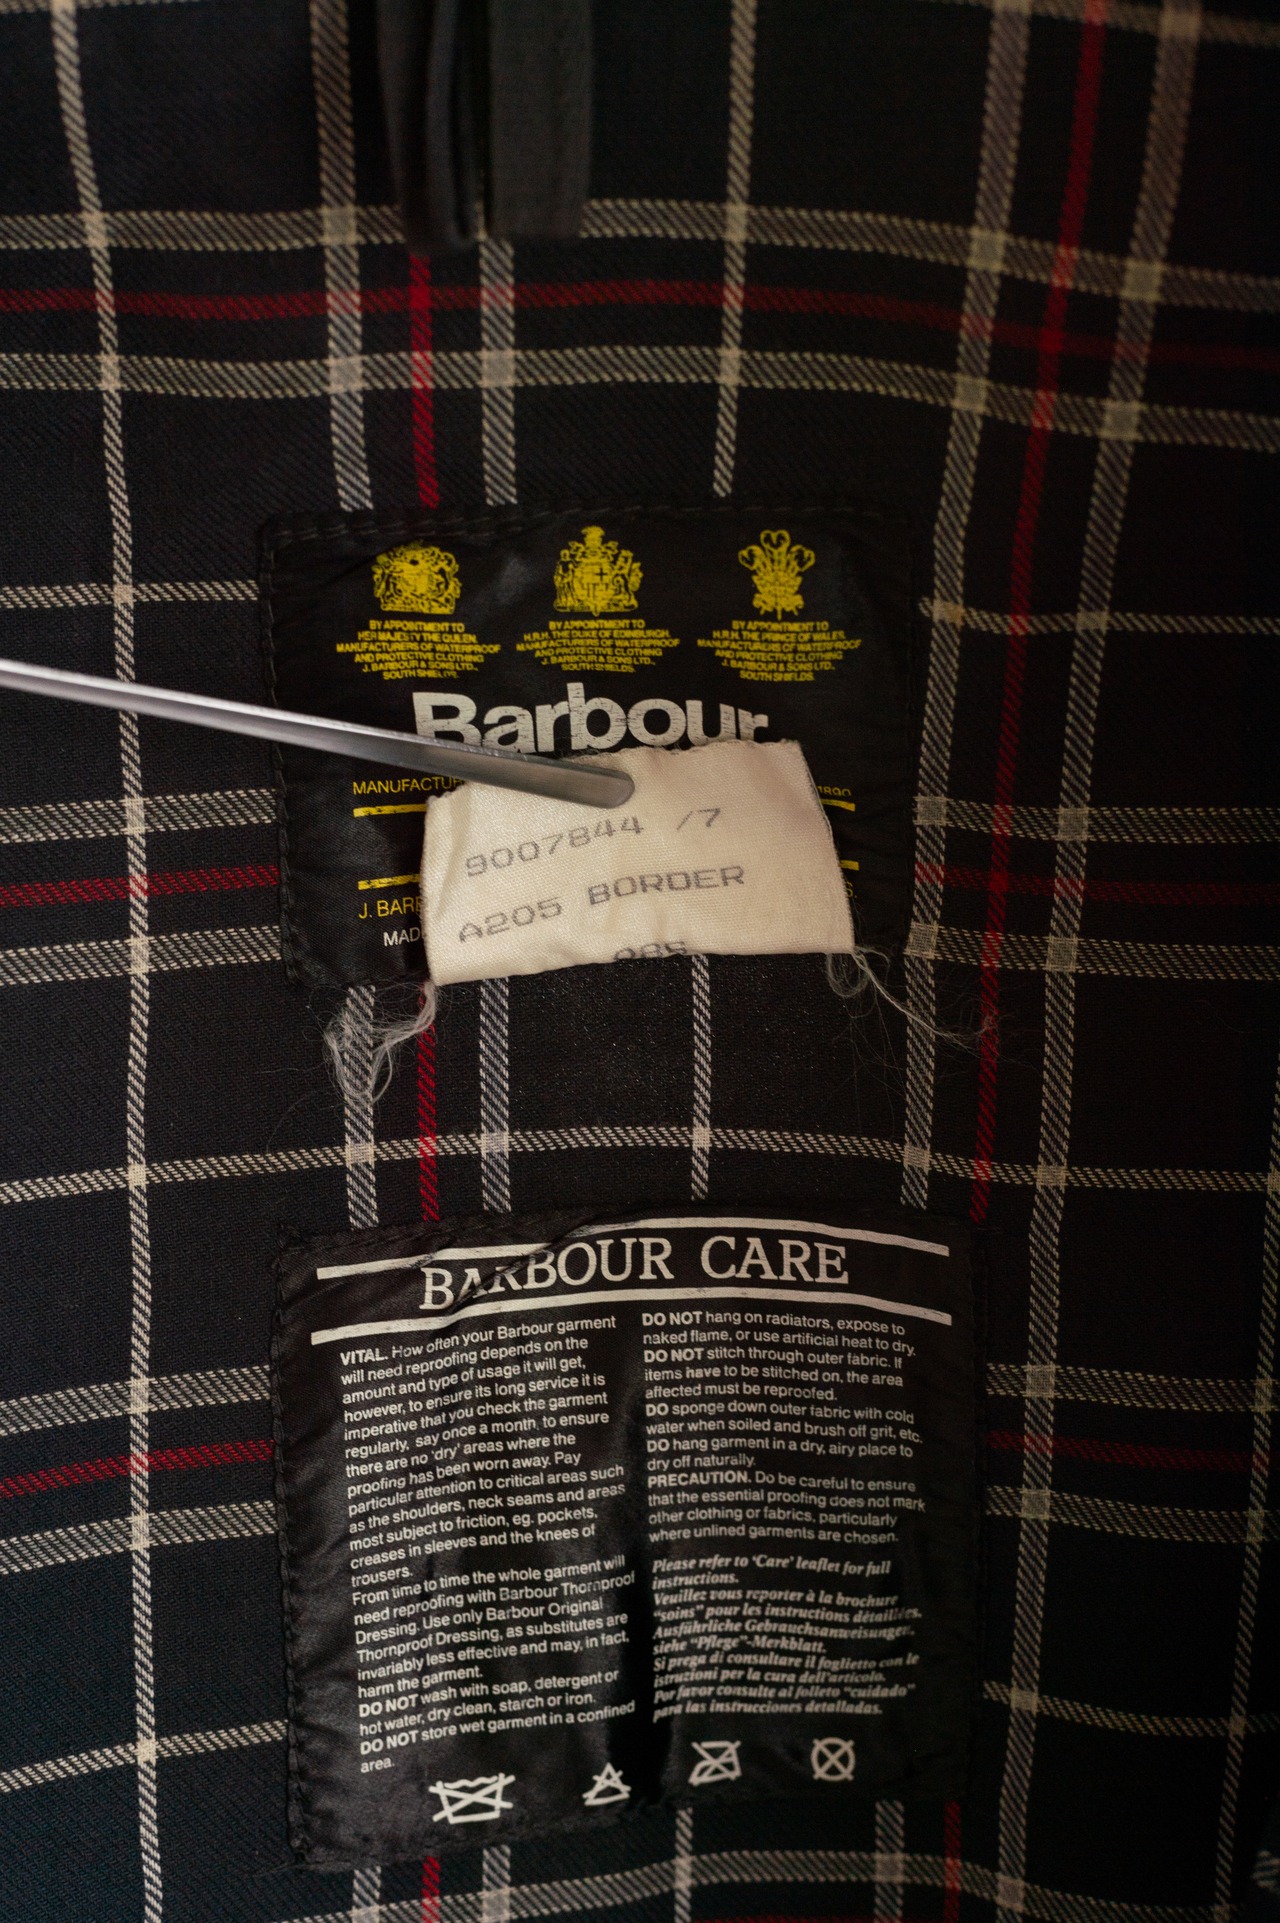 BY APPOINTMENT TO
HER MAJESTY THE QUEEN.
MANUFACTURERS OF WATERPROOF
AND PROTECTIVE CLOTHING
J. BARBOUR & SONS LTD.,
SOUTH SHIELDS.
BY APPOINTMENT TO
H.R.H. THE DUKE OF EDINBURGH.
MANUFACTURERS OF WATERPROOF
AND PROTECTIVE CLOTHING
J. BARBOUR & SONS LTD.,
SOUTH SHIELDS.
BY APPOINTMENT TO
H.R.H. THE PRINCE OF WALES.
MANUFACTURERS OF WATERPROOF
AND PROTECTIVE CLOTHING
J. BARBOUR & SONS LTD.,
SOUTH SHIELDS.
Barbour
1890
J.
9007844 /7
A205 BORDER
BARBOUR CARE
VITAL. How often your Barbour garment
will need reproofing depends on the
amount and type of usage it will get,
however, to ensure its long service it is
imperative that you check the garment
regularly, say once a month, to ensure
there are no 'dry' areas where the
proofing has been worn away. Pay
particular attention to critical areas such
as the shoulders, neck seams and areas
most subject to friction, eg. pockets,
creases in sleeves and the knees of
trousers.
From time to time the whole garment will
need reproofing with Barbour Thornproof
Dressing. Use only Barbour Original
Thornproof Dressing, as substitutes are
invariably less effective and may, in fact,
harm the garment.
DO NOT wash with soap, detergent or
hot water, dry clean, starch or iron.
DO NOT store wet garment in a confined
area.
DO NOT hang on radiators, expose to
naked flame, or use artificial heat to dry.
DO NOT stitch through outer fabric. If
items have to be stitched on, the area
affected must be reproofed.
DO sponge down outer fabric with cold
water when soiled and brush off grit, etc.
DO hang garment in a dry, airy place to
dry off naturally.
PRECAUTION. Do be careful to ensure
that the essential proofing does not mark
other clothing or fabrics, particularly
where unlined garments are chosen.
Please refer to 'Care' leaflet for full
instructions.
Veuillez vous reporter à la brochure
"soins" pour les instructions détaillées.
Ausführliche Gebrauchsanweisungen,
siehe "Pflege"-Merkblatt.
Si prega di consultare il foglietto con le
istruzioni per la cura dell'articolo.
Por favor consulte al folleto "cuidado"
para las instrucciones detalladas.